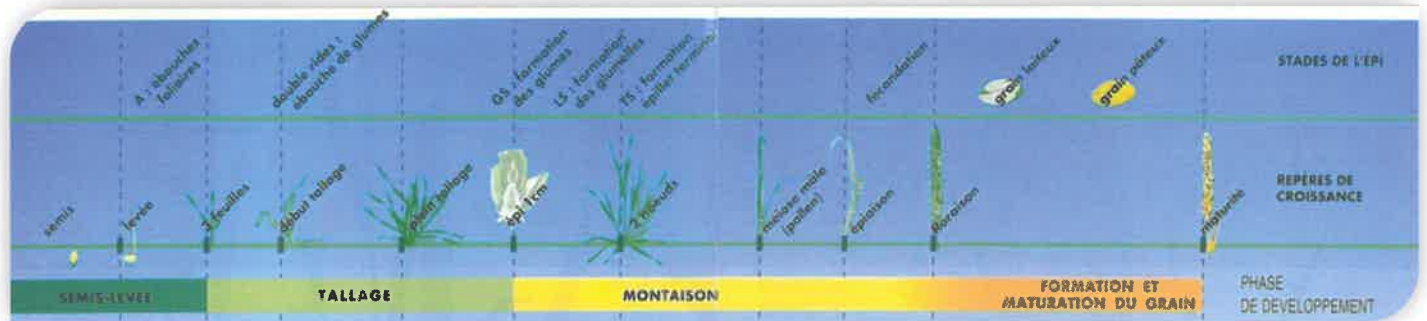 A : ébauches
foliaires
double rides :
ébauche de glumes
GS : formation
des glumes
LS : formation
des glumelles
TS : formation
épillet terminal
fécondation
grain laiteux
grain pâteux
STADES DE L'ÉPI
semis
levée
3 feuilles
début tallage
plein tallage
épi 1cm
2 nœuds
méiose mâle
(pollen)
épiaison
floraison
maturité
REPÈRES DE
CROISSANCE
SEMIS-LEVÉE
TALLAGE
MONTAISON
FORMATION ET
MATURATION DU GRAIN
PHASE
DE DÉVELOPPEMENT